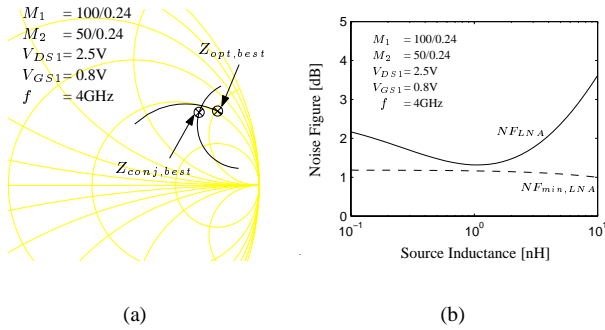 M1 = 100/0.24
M2 = 50/0.24
VDS1 = 2.5V
VGS1 = 0.8V
f = 4GHz
Zopt,best
Zconj,best
(a)
Noise Figure [dB]
5
4
3
2
1
0
M1 = 100/0.24
M2 = 50/0.24
VDS1 = 2.5V
VGS1 = 0.8V
f = 4GHz
NFLNA
NFmin,LNA
10^-1 10^0 10^1
Source Inductance [nH]
(b)